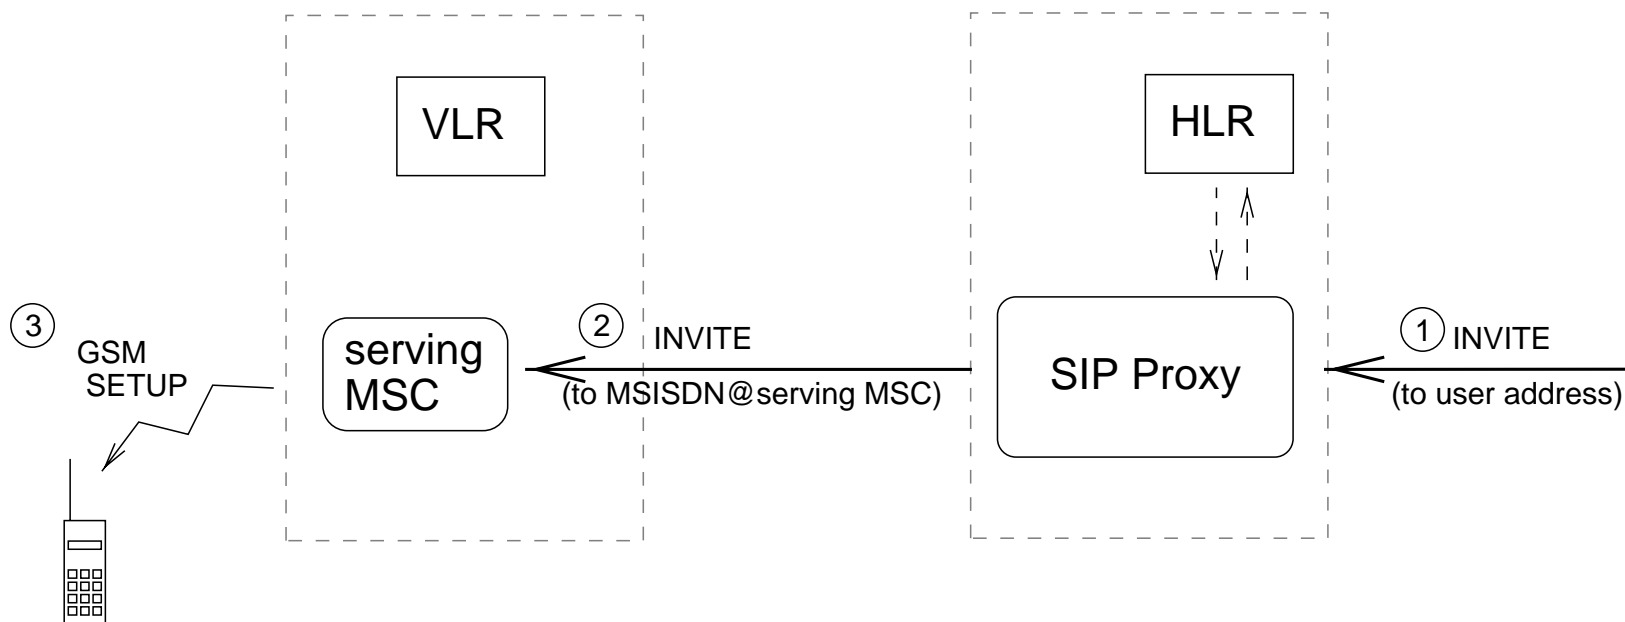 VLR
HLR
3
GSM
SETUP
serving
MSC
2 INVITE
(to MSISDN@serving MSC)
SIP Proxy
1 INVITE
(to user address)